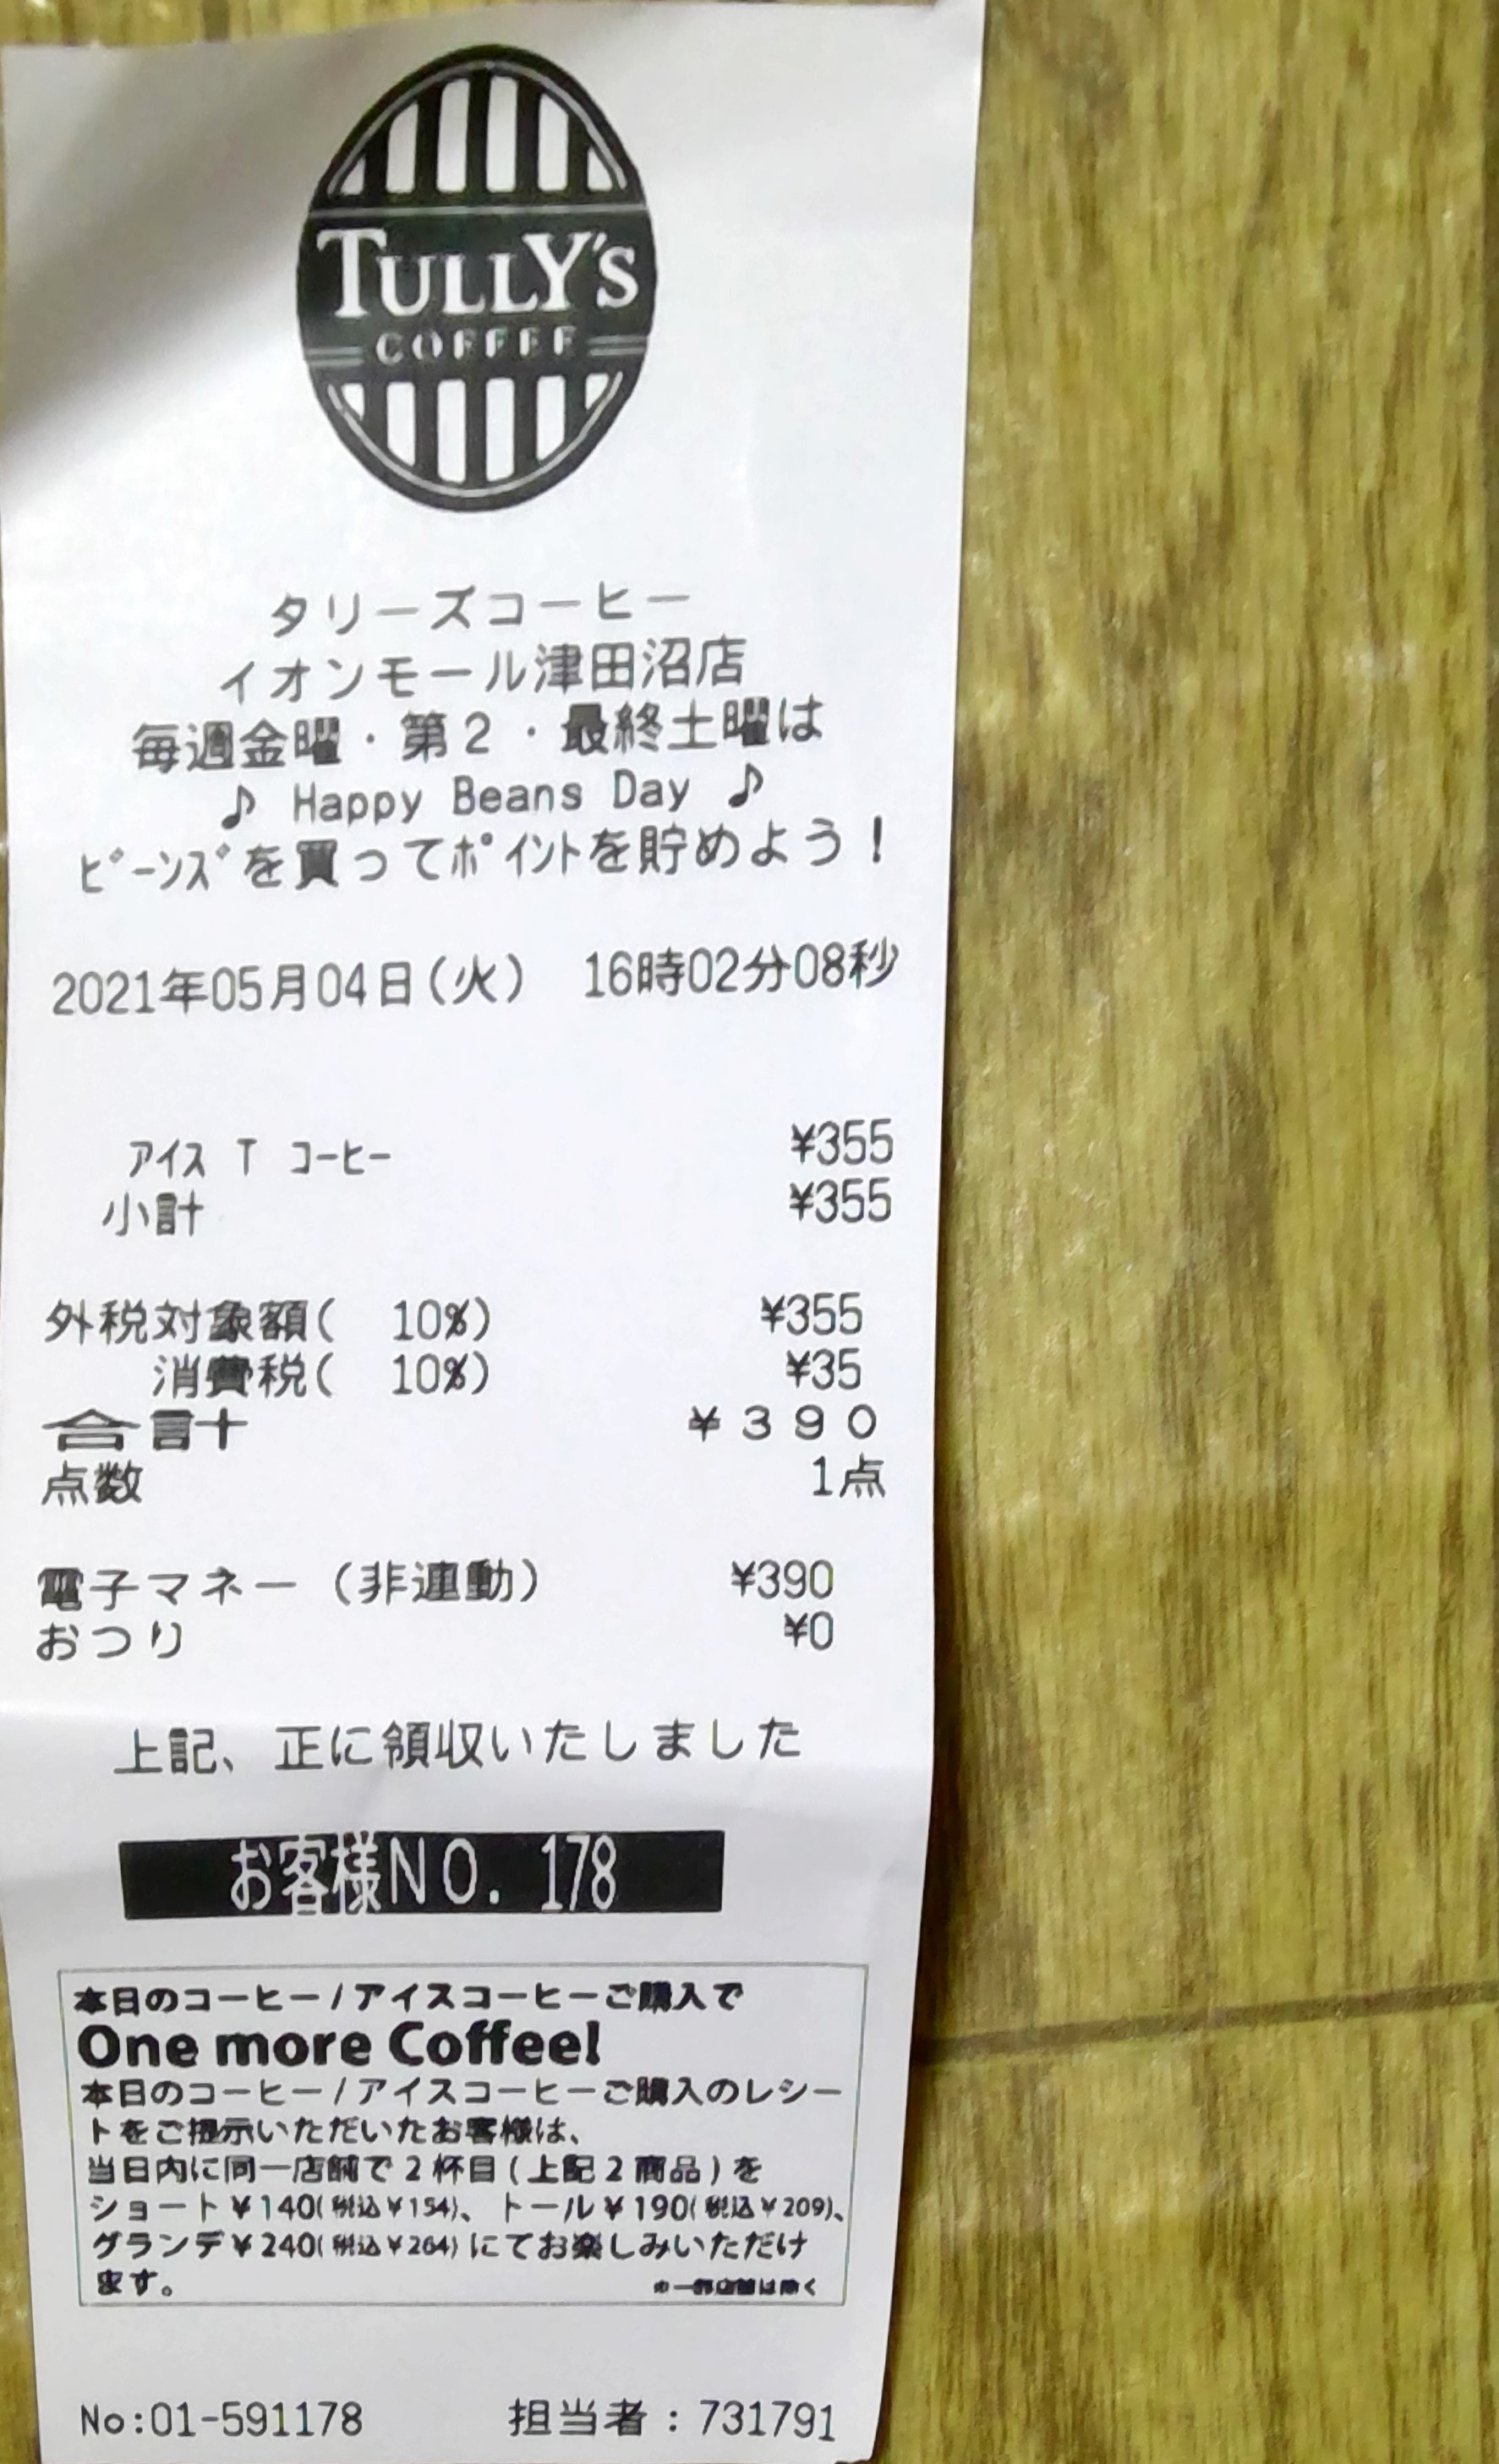 TULLY'S
COFFEE
タリーズコーヒー
イオンモール津田沼店
毎週金曜・第2・最終土曜は
♪ Happy Beans Day ♪
ﾋﾞｰﾝｽﾞを買ってﾎﾟｲﾝﾄを貯めよう！
2021年05月04日(火) 16時02分08秒
ｱｲｽ T ｺｰﾋｰ ¥355
小計 ¥355
外税対象額( 10%) ¥355
消費税( 10%) ¥35
合計 ¥390
点数 1点
電子マネー（非連動） ¥390
おつり ¥0
上記、正に領収いたしました
お客様NO. 178
本日のコーヒー/アイスコーヒーご購入で
One more Coffee!
本日のコーヒー/アイスコーヒーご購入のレシー
トをご提示いただいたお客様は、
当日内に同一店舗で2杯目(上記2商品)を
ショート¥140(税込¥154)、トール¥190(税込¥209)、
グランデ¥240(税込¥264)にてお楽しみいただけ
ます。 ※一部店舗は除く
No:01-591178 担当者：731791